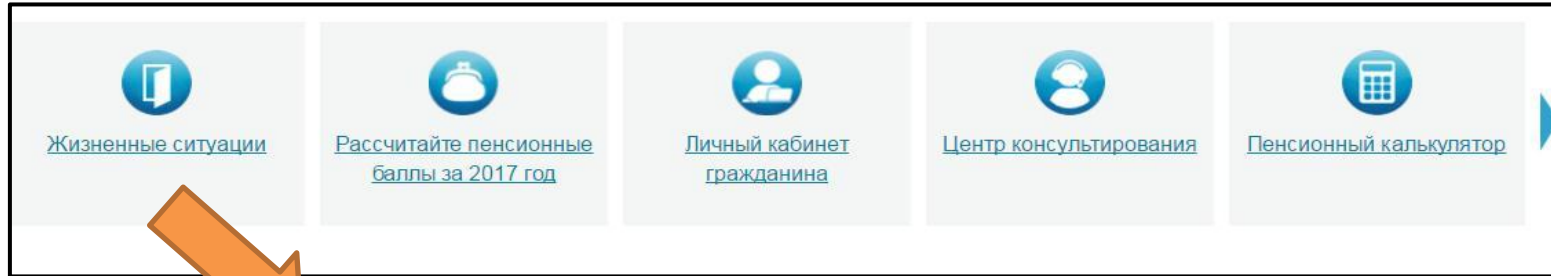 Жизненные ситуации
Рассчитайте пенсионные
баллы за 2017 год
Личный кабинет
гражданина
Центр консультирования
Пенсионный калькулятор